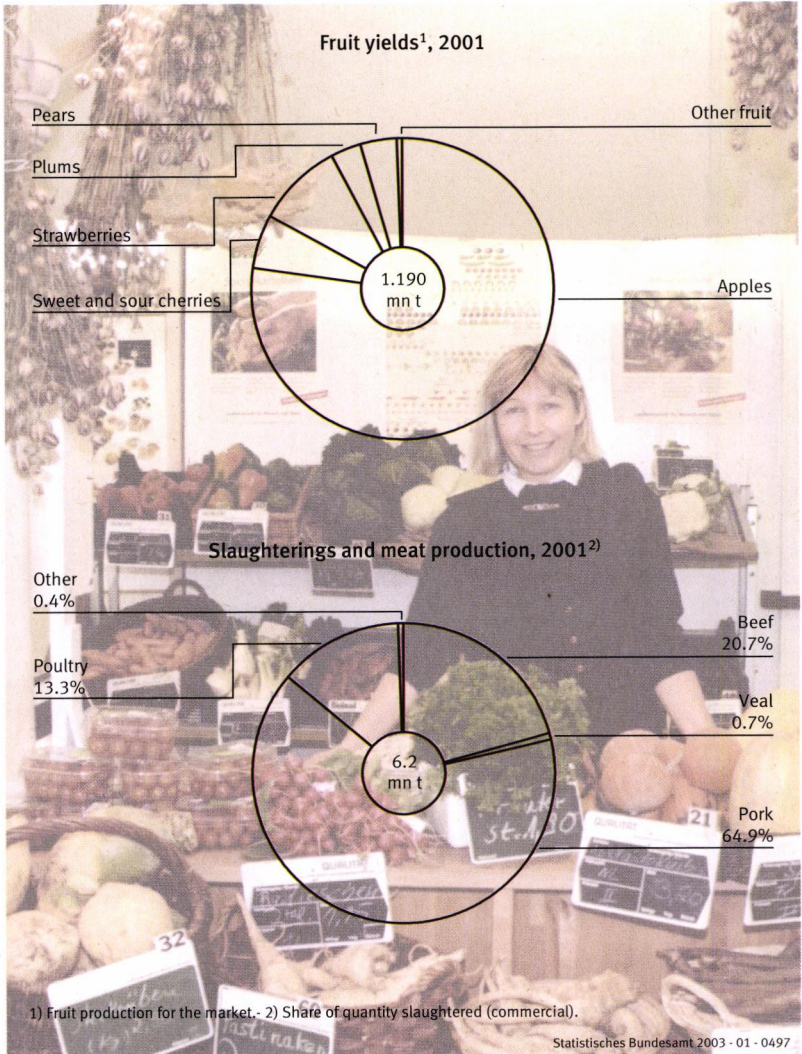 Fruit yields¹, 2001
Pears
Other fruit
Plums
Strawberries
Sweet and sour cherries
1.190
mn t
Apples
Slaughterings and meat production, 2001²⁾
Other
0.4%
Beef
20.7%
Poultry
13.3%
Veal
0.7%
6.2
mn t
Pork
64.9%
21
QUALITÄT
32
1) Fruit production for the market.- 2) Share of quantity slaughtered (commercial).
Statistisches Bundesamt 2003 - 01 - 0497